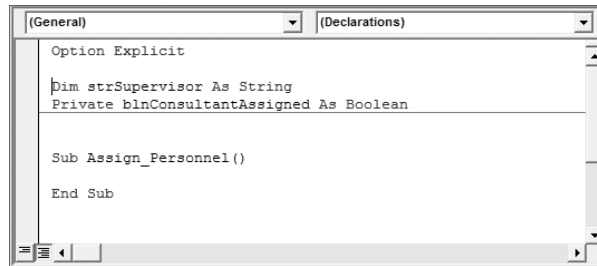 (General) (Declarations)
Option Explicit
Dim strSupervisor As String
Private blnConsultantAssigned As Boolean
Sub Assign_Personnel()
End Sub